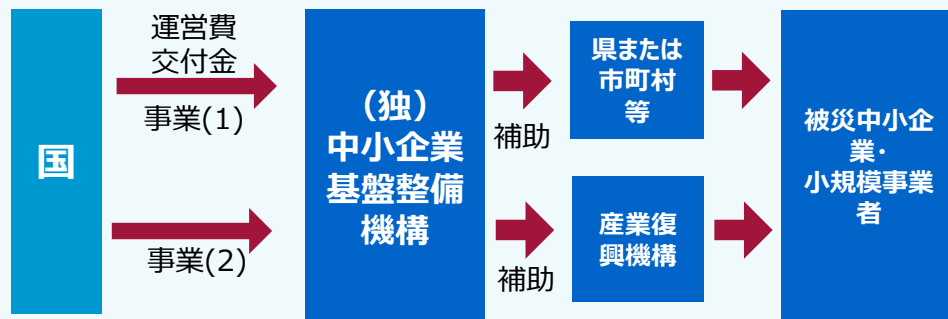 国
運営費
交付金
事業(1)
事業(2)
（独）
中小企業
基盤整備
機構
補助
補助
県または
市町村
等
産業復
興機構
被災中小企
業・
小規模事業
者